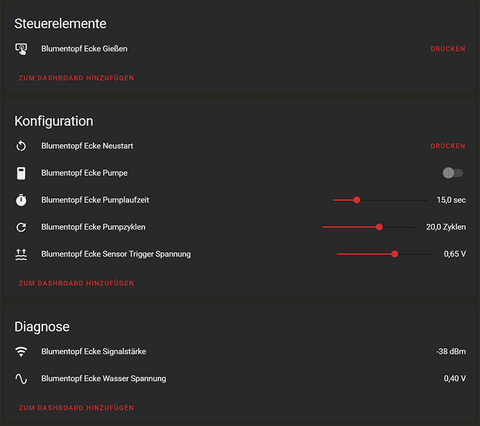 Steuerelemente
Blumentopf Ecke Gießen DRÜCKEN
ZUM DASHBOARD HINZUFÜGEN
Konfiguration
Blumentopf Ecke Neustart DRÜCKEN
Blumentopf Ecke Pumpe
Blumentopf Ecke Pumplaufzeit 15,0 sec
Blumentopf Ecke Pumpzyklen 20,0 Zyklen
Blumentopf Ecke Sensor Trigger Spannung 0,65 V
ZUM DASHBOARD HINZUFÜGEN
Diagnose
Blumentopf Ecke Signalstärke -38 dBm
Blumentopf Ecke Wasser Spannung 0,40 V
ZUM DASHBOARD HINZUFÜGEN